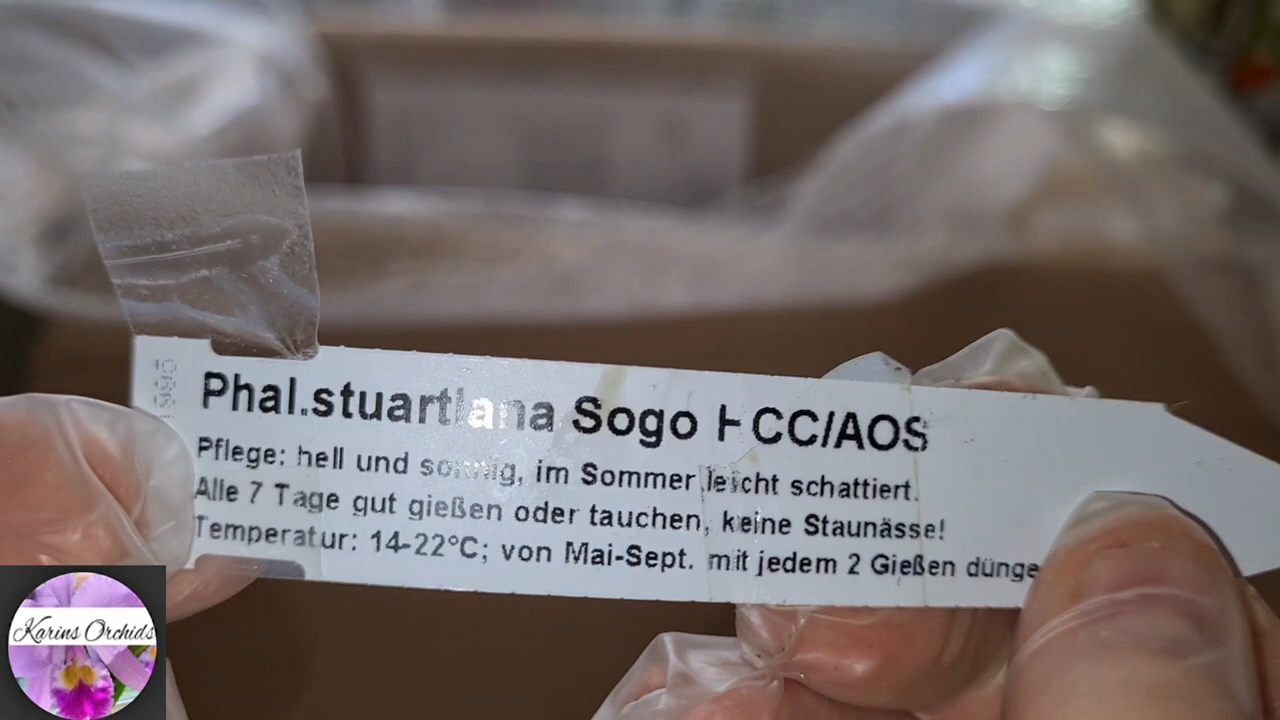 1995
Phal.stuartiana Sogo HCC/AOS
Pflege: hell und sonnig, im Sommer leicht schattiert.
Alle 7 Tage gut gießen oder tauchen, keine Staunässe!
Temperatur: 14-22°C; von Mai-Sept. mit jedem 2 Gießen dünge
Karins Orchids